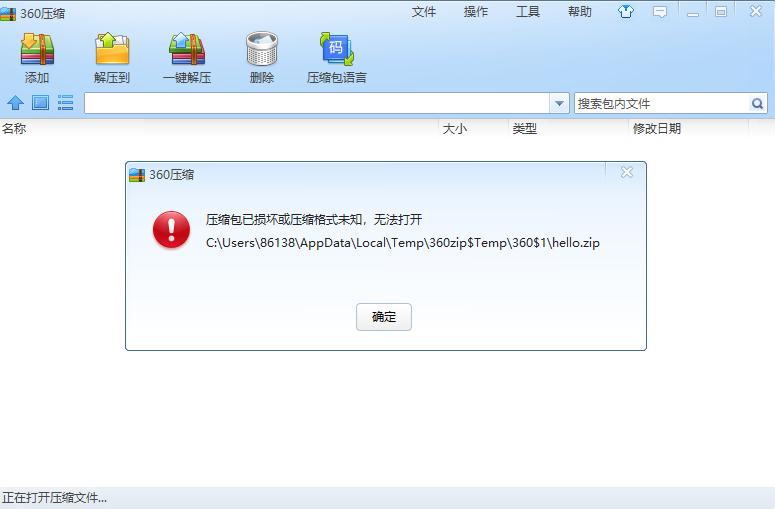 360压缩
文件 操作 工具 帮助
添加 解压到 一键解压 删除 码 压缩包语言
搜索包内文件
名称 大小 类型 修改日期
360压缩
压缩包已损坏或压缩格式未知，无法打开
C:\Users\86138\AppData\Local\Temp\360zip$Temp\360$1\hello.zip
确定
正在打开压缩文件...